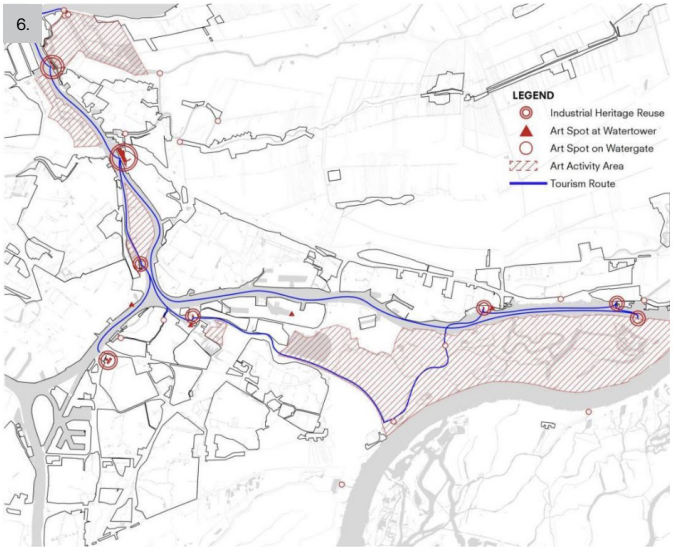 6.
LEGEND
Industrial Heritage Reuse
Art Spot at Watertower
Art Spot on Watergate
Art Activity Area
Tourism Route